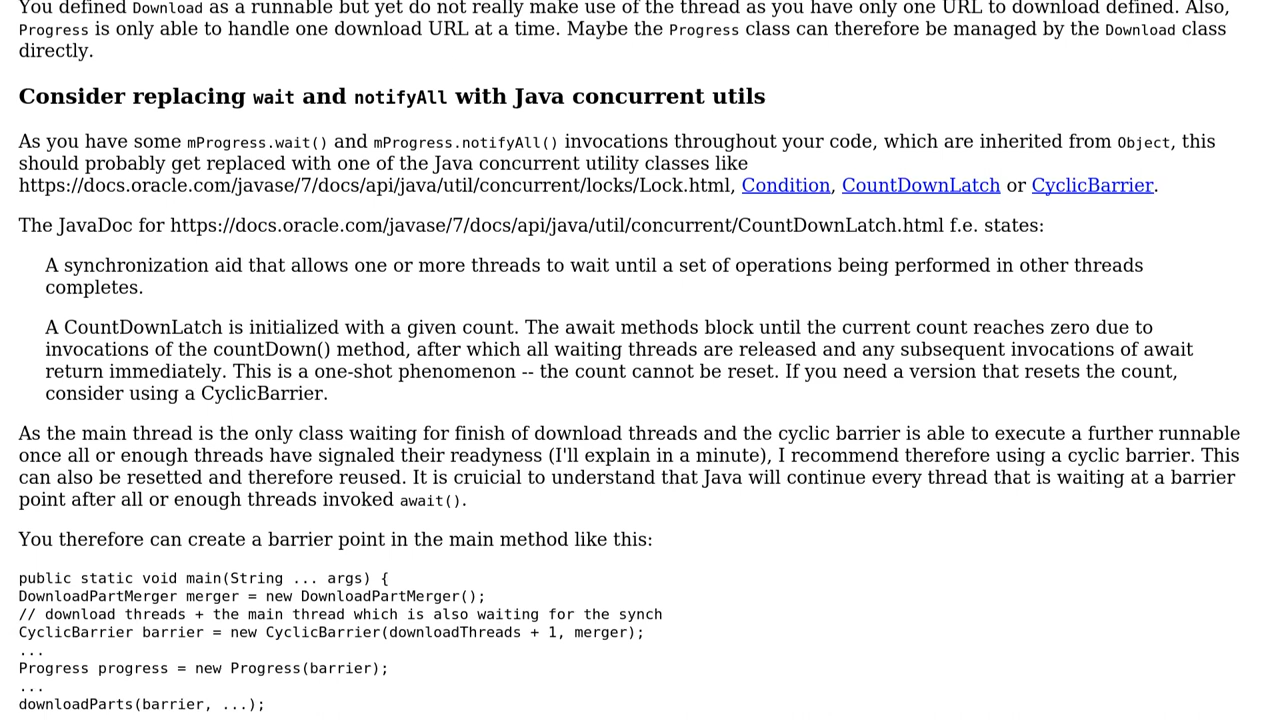 You defined Download as a runnable but yet do not really make use of the thread as you have only one URL to download defined. Also,
Progress is only able to handle one download URL at a time. Maybe the Progress class can therefore be managed by the Download class
directly.
Consider replacing wait and notifyAll with Java concurrent utils
As you have some mProgress.wait() and mProgress.notifyAll() invocations throughout your code, which are inherited from Object, this
should probably get replaced with one of the Java concurrent utility classes like
https://docs.oracle.com/javase/7/docs/api/java/util/concurrent/locks/Lock.html, Condition, CountDownLatch or CyclicBarrier.
The JavaDoc for https://docs.oracle.com/javase/7/docs/api/java/util/concurrent/CountDownLatch.html f.e. states:
A synchronization aid that allows one or more threads to wait until a set of operations being performed in other threads
completes.
A CountDownLatch is initialized with a given count. The await methods block until the current count reaches zero due to
invocations of the countDown() method, after which all waiting threads are released and any subsequent invocations of await
return immediately. This is a one-shot phenomenon -- the count cannot be reset. If you need a version that resets the count,
consider using a CyclicBarrier.
As the main thread is the only class waiting for finish of download threads and the cyclic barrier is able to execute a further runnable
once all or enough threads have signaled their readyness (I'll explain in a minute), I recommend therefore using a cyclic barrier. This
can also be resetted and therefore reused. It is cruicial to understand that Java will continue every thread that is waiting at a barrier
point after all or enough threads invoked await().
You therefore can create a barrier point in the main method like this:
public static void main(String ... args) {
DownloadPartMerger merger = new DownloadPartMerger();
// download threads + the main thread which is also waiting for the synch
CyclicBarrier barrier = new CyclicBarrier(downloadThreads + 1, merger);
...
Progress progress = new Progress(barrier);
...
downloadParts(barrier, ...);